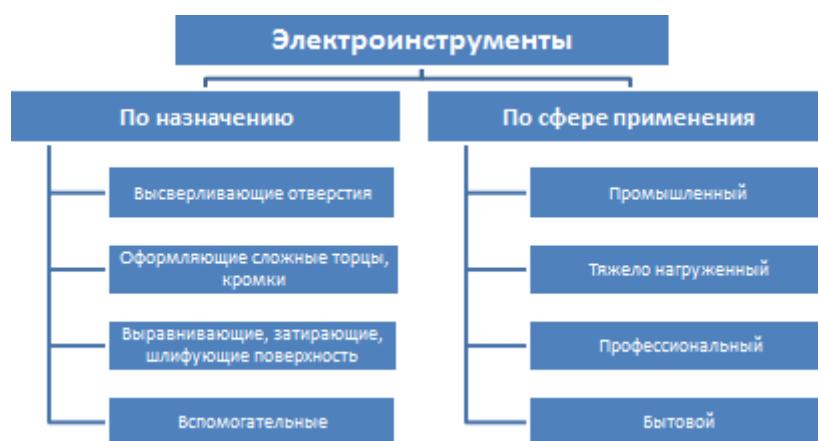 Электроинструменты
По назначению
Высверливающие отверстия
Оформляющие сложные торцы,
кромки
Выравнивающие, затирающие,
шлифующие поверхность
Вспомогательные
По сфере применения
Промышленный
Тяжело нагруженный
Профессиональный
Бытовой